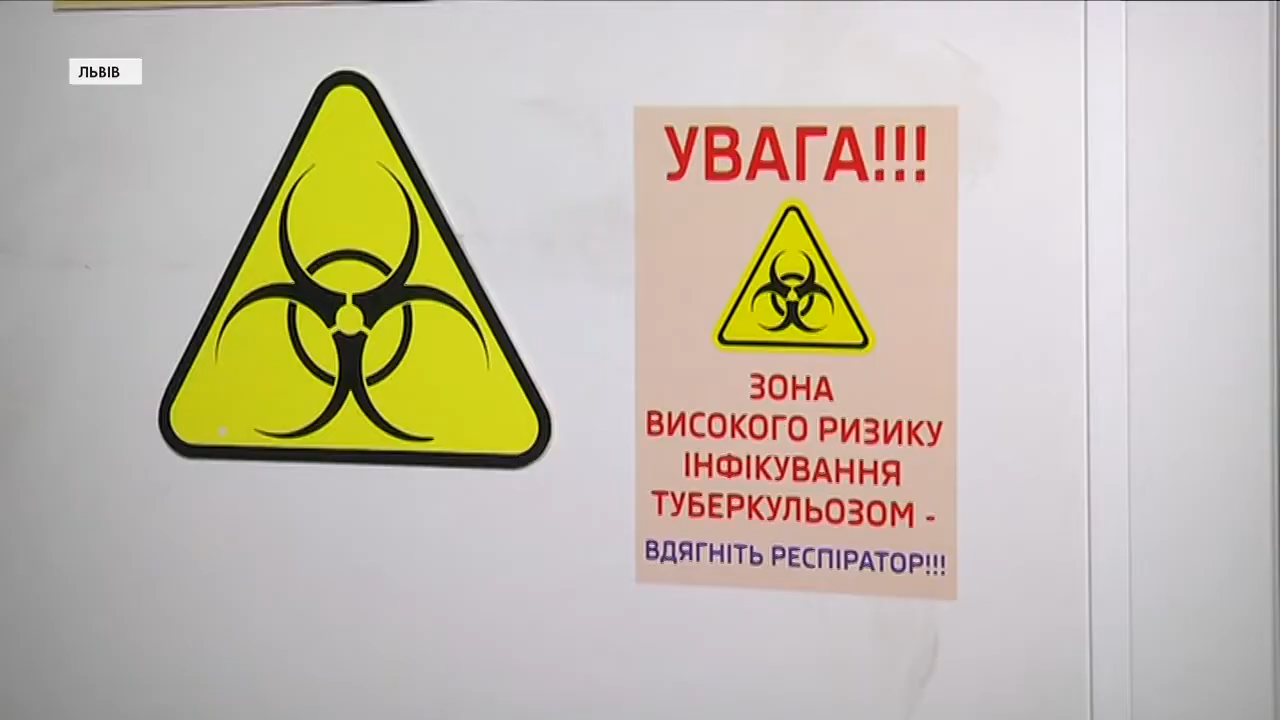 ЛЬВІВ
УВАГА!!!
ЗОНА
ВИСОКОГО РИЗИКУ
ІНФІКУВАННЯ
ТУБЕРКУЛЬОЗОМ -
ВДЯГНІТЬ РЕСПІРАТОР!!!